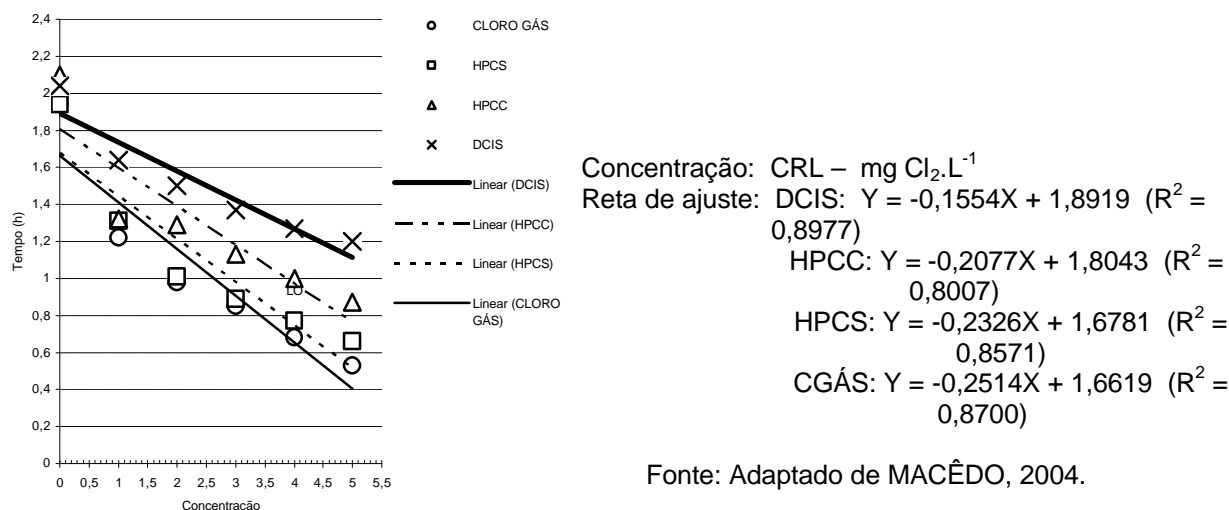 2,4
2,2
2
1,8
1,6
1,4
1,2
1
0,8
0,6
0,4
0,2
0
0 0,5 1 1,5 2 2,5 3 3,5 4 4,5 5 5,5
Tempo (h)
Concentração
LO
CLORO GÁS
HPCS
HPCC
DCIS
Linear (DCIS)
Linear (HPCC)
Linear (HPCS)
Linear (CLORO
GÁS)
Concentração: CRL – mg Cl₂.L⁻¹
Reta de ajuste: DCIS: Y = -0,1554X + 1,8919 (R² =
0,8977)
HPCC: Y = -0,2077X + 1,8043 (R² =
0,8007)
HPCS: Y = -0,2326X + 1,6781 (R² =
0,8571)
CGÁS: Y = -0,2514X + 1,6619 (R² =
0,8700)
Fonte: Adaptado de MACÊDO, 2004.